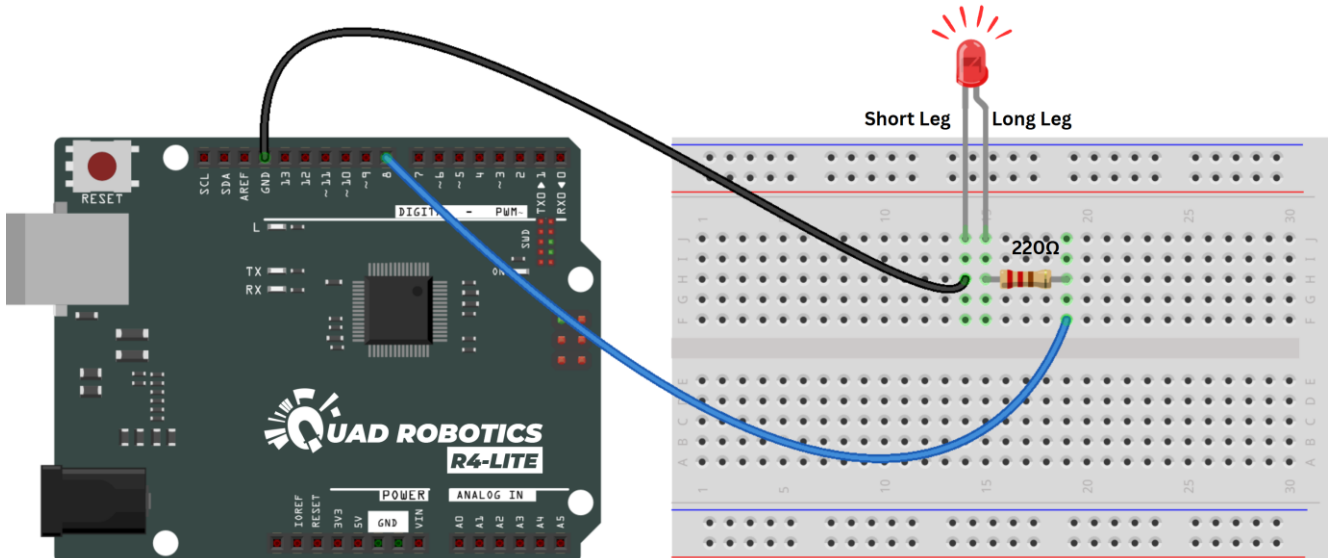 Short Leg
Long Leg
RESET
SCL
SDA
AREF
GND
13
12
~11
~10
~9
8
7
~6
~5
4
~3
2
TX0▶1
RX0◀0
DIGITAL - PWM~
L
TX
RX
SWD
ON
QUAD ROBOTICS
R4-LITE
POWER
ANALOG IN
IOREF
RESET
3V3
5V
GND
VIN
A0
A1
A2
A3
A4
A5
1
10
15
20
30
220Ω
J
I
H
G
F
J
I
H
G
F
E
D
C
B
A
E
D
C
B
A
1
5
10
15
20
25
30